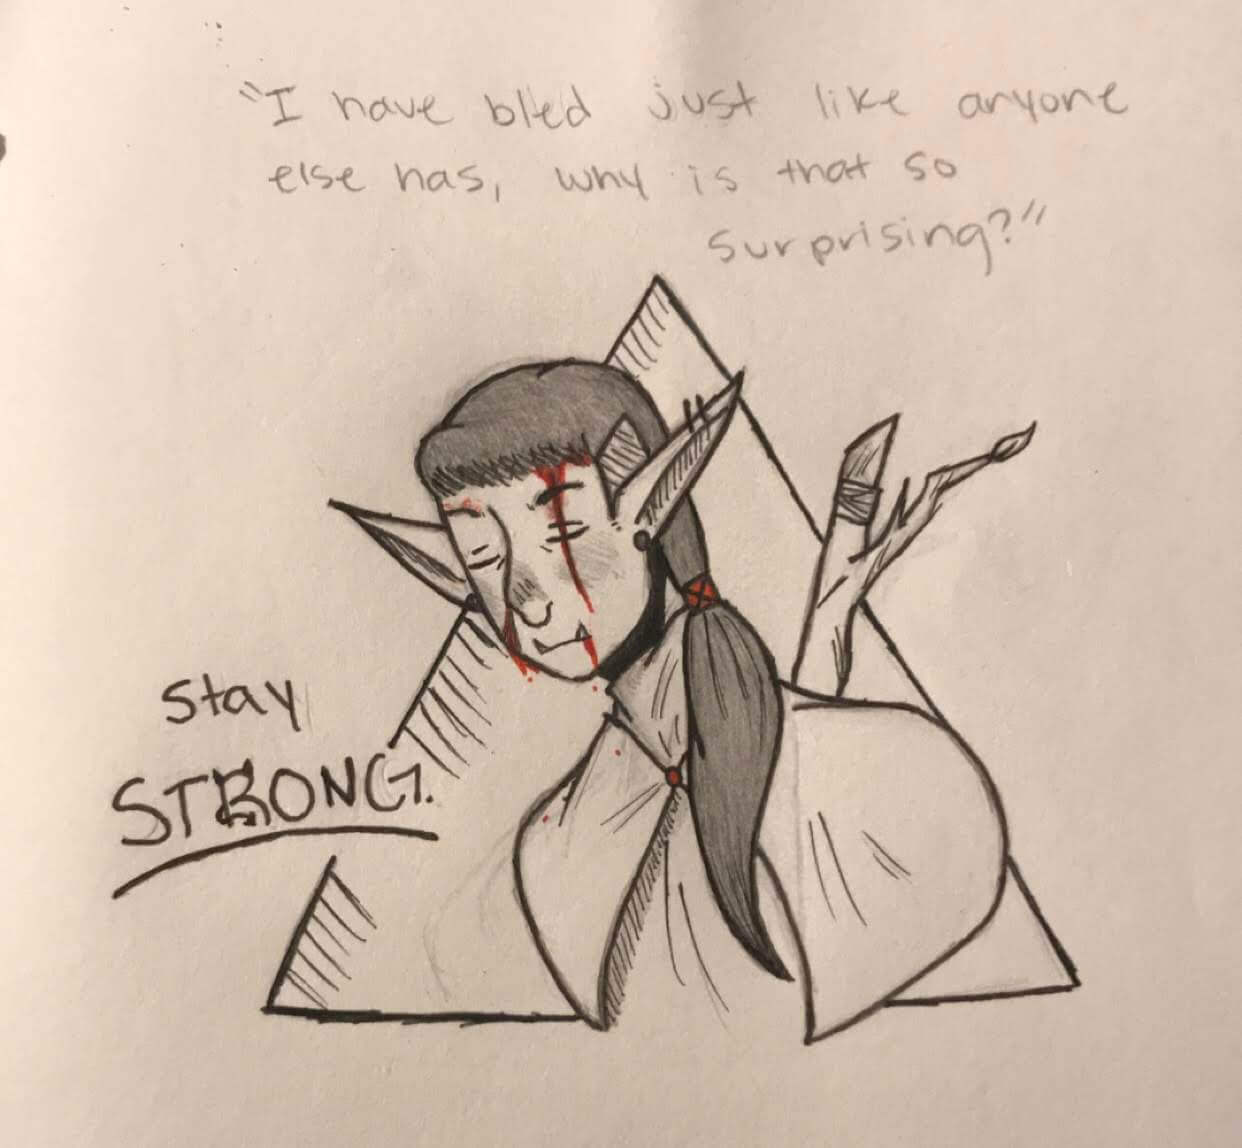 "I have bled just like anyone
else has, why is that so
surprising?"
stay
STRONG.